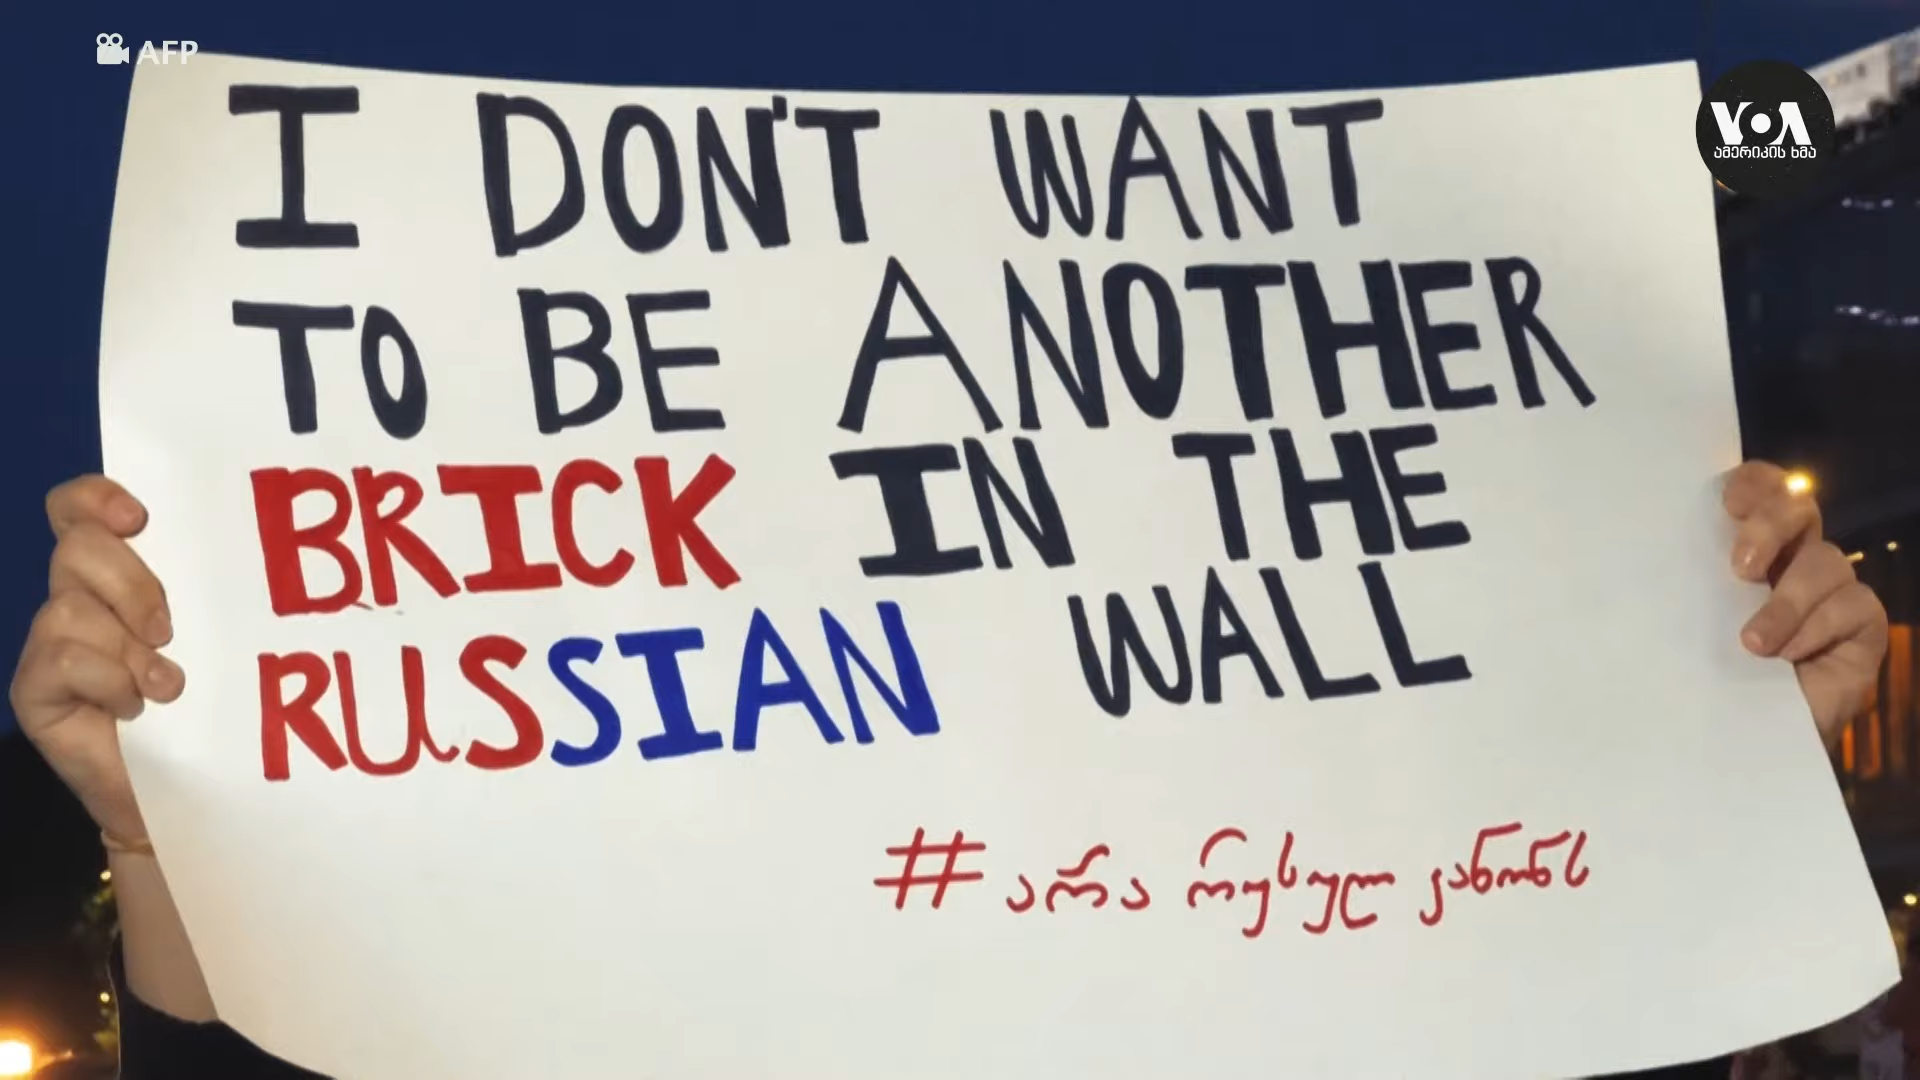 AFP
VOA
ამერიკის ხმა
I DON'T WANT
TO BE ANOTHER
BRICK IN THE
RUSSIAN WALL
#არა რუსულ კანონს